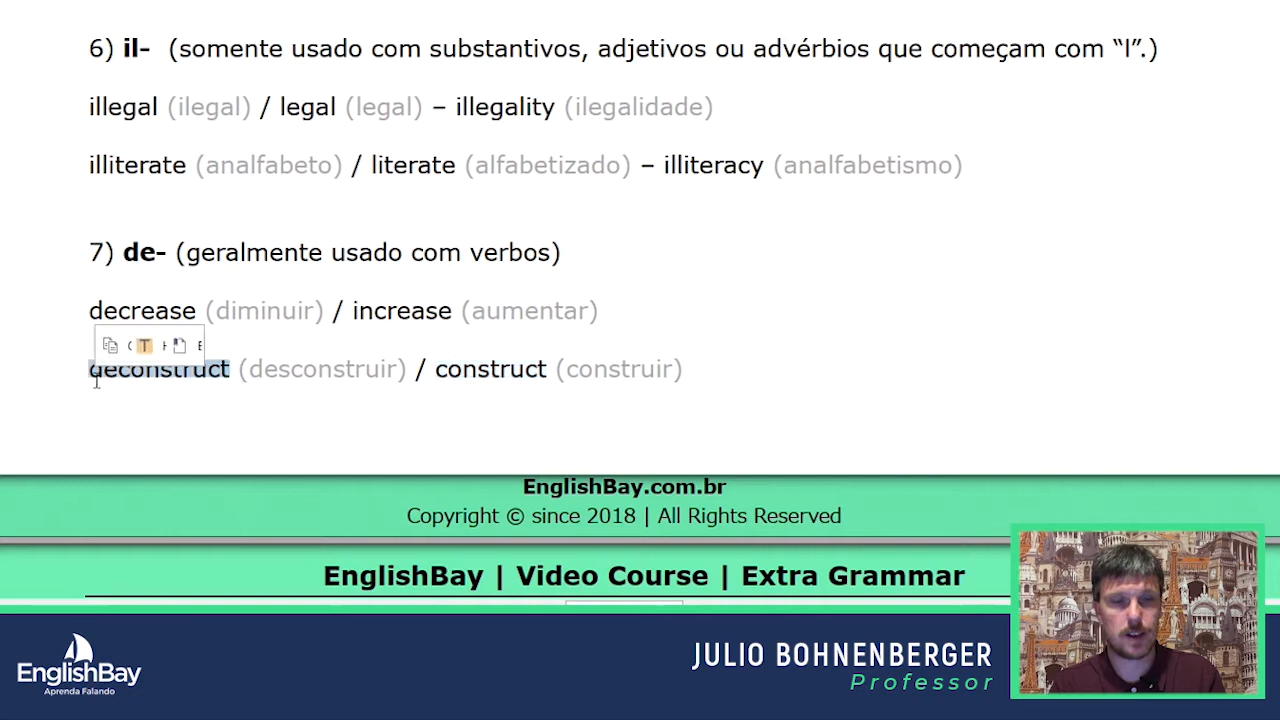 6) il- (somente usado com substantivos, adjetivos ou advérbios que começam com “l”.)
illegal (ilegal) / legal (legal) – illegality (ilegalidade)
illiterate (analfabeto) / literate (alfabetizado) – illiteracy (analfabetismo)
7) de- (geralmente usado com verbos)
decrease (diminuir) / increase (aumentar)
deconstruct (desconstruir) / construct (construir)
EnglishBay.com.br
Copyright © since 2018 | All Rights Reserved
EnglishBay | Video Course | Extra Grammar
EnglishBay
Aprenda Falando
JULIO BOHNENBERGER
Professor